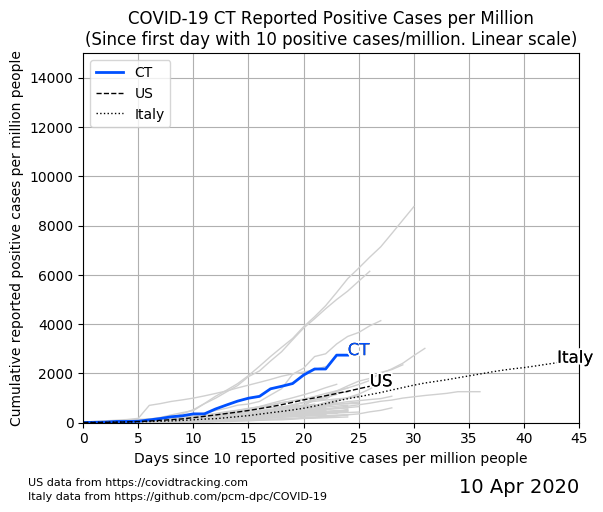 COVID-19 CT Reported Positive Cases per Million
(Since first day with 10 positive cases/million. Linear scale)
Cumulative reported positive cases per million people
14000
12000
10000
8000
6000
4000
2000
0
CT
US
Italy
CT
US
Italy
0 5 10 15 20 25 30 35 40 45
Days since 10 reported positive cases per million people
US data from https://covidtracking.com
Italy data from https://github.com/pcm-dpc/COVID-19
10 Apr 2020